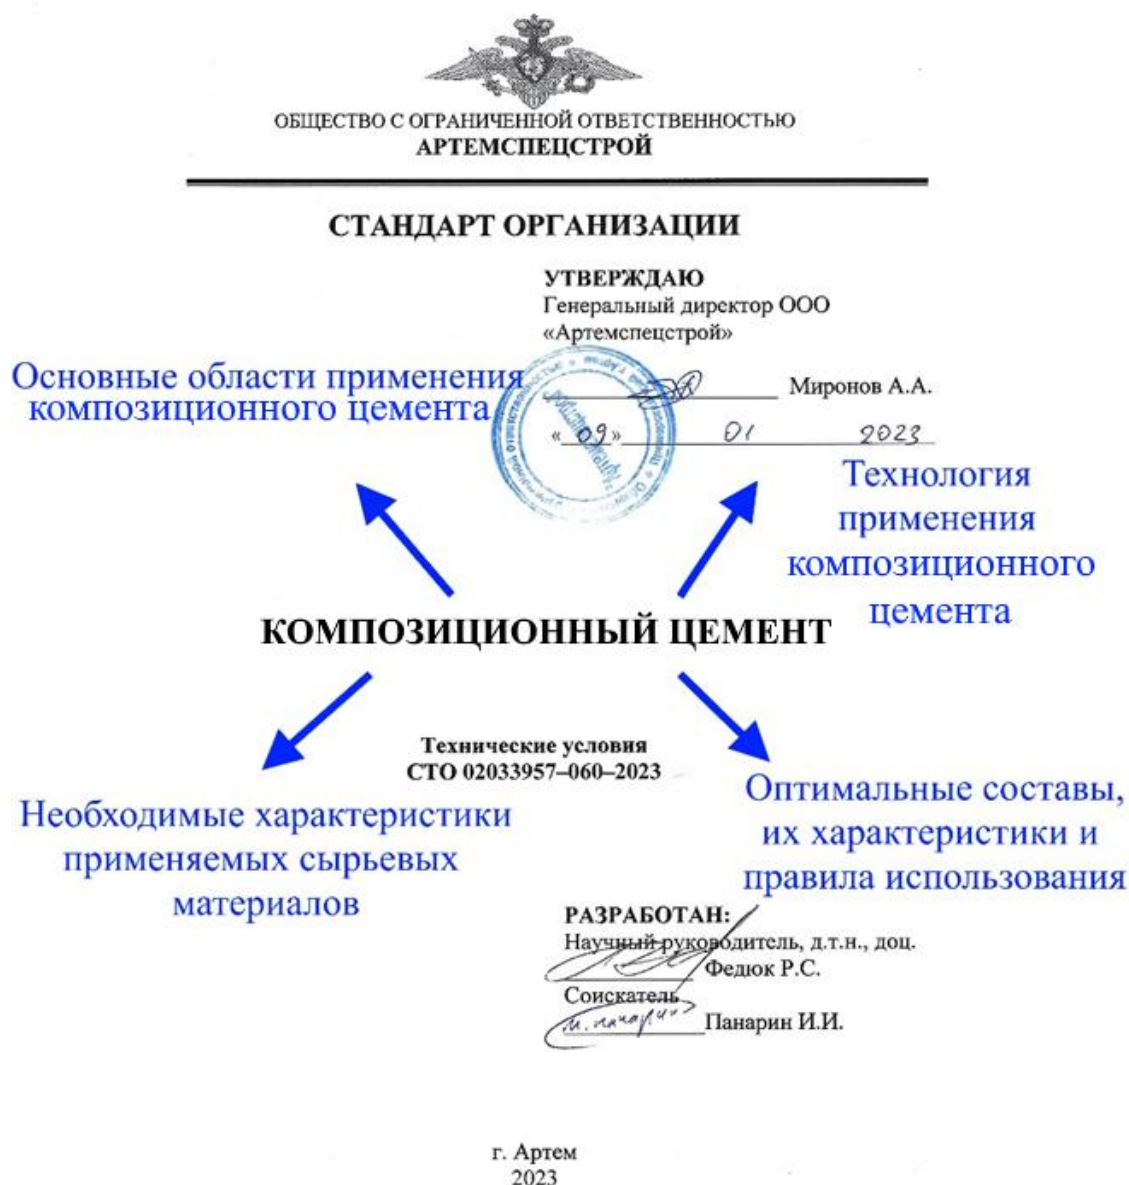 ОБЩЕСТВО С ОГРАНИЧЕННОЙ ОТВЕТСТВЕННОСТЬЮ
АРТЕМСПЕЦСТРОЙ
СТАНДАРТ ОРГАНИЗАЦИИ
УТВЕРЖДАЮ
Генеральный директор ООО
«Артемспецстрой»
Миронов А.А.
« 09 » 01 2023
Основные области применения
композиционного цемента
Технология
применения
композиционного
цемента
КОМПОЗИЦИОННЫЙ ЦЕМЕНТ
Технические условия
СТО 02033957–060–2023
Необходимые характеристики
применяемых сырьевых
материалов
Оптимальные составы,
их характеристики и
правила использования
РАЗРАБОТАН:
Научный руководитель, д.т.н., доц.
Федюк Р.С.
Соискатель
Панарин И.И.
г. Артем
2023